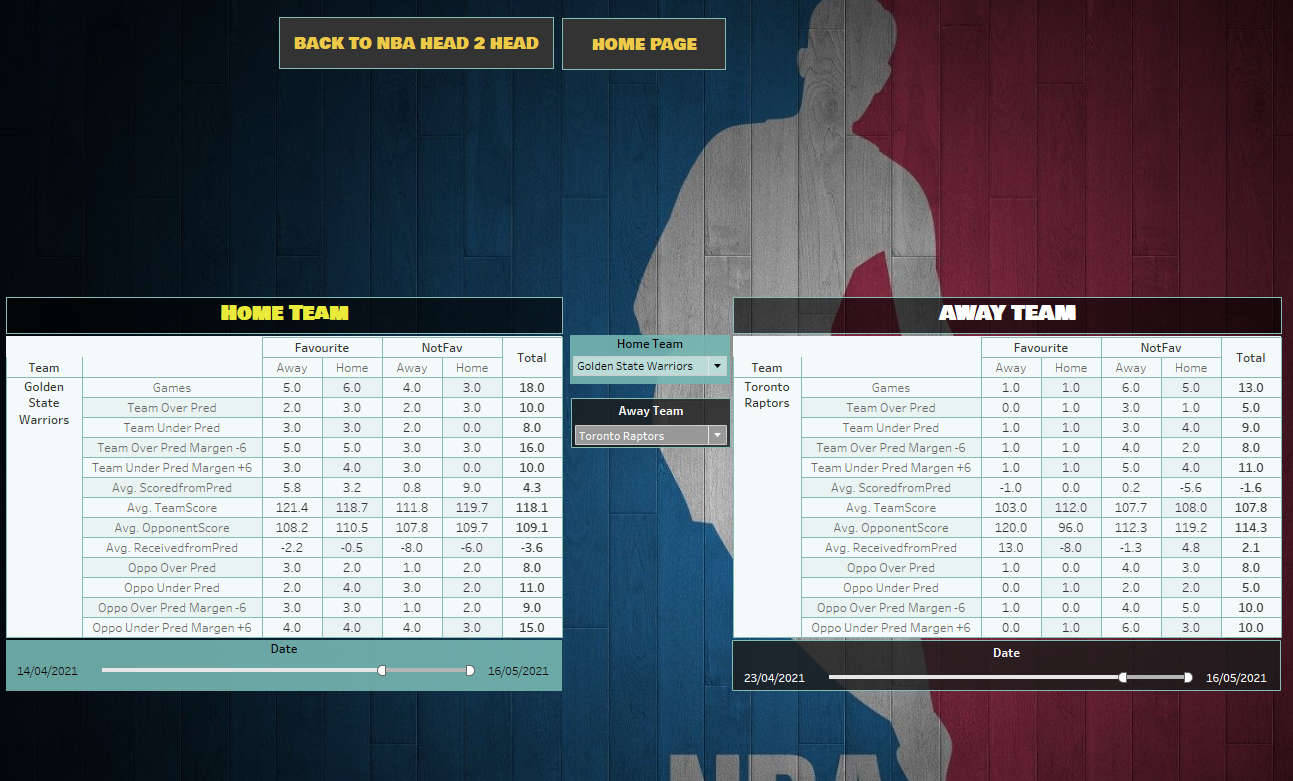 BACK TO NBA HEAD 2 HEAD
HOME PAGE
Home Team
Favourite NotFav Total
Team Away Home Away Home
Golden State Warriors
Games 5.0 6.0 4.0 3.0 18.0
Team Over Pred 2.0 3.0 2.0 3.0 10.0
Team Under Pred 3.0 3.0 2.0 0.0 8.0
Team Over Pred Margen -6 5.0 5.0 3.0 3.0 16.0
Team Under Pred Margen +6 3.0 4.0 3.0 0.0 10.0
Avg. ScoredfromPred 5.8 3.2 0.8 9.0 4.3
Avg. TeamScore 121.4 118.7 111.8 119.7 118.1
Avg. OpponentScore 108.2 110.5 107.8 109.7 109.1
Avg. ReceivedfromPred -2.2 -0.5 -8.0 -6.0 -3.6
Oppo Over Pred 3.0 2.0 1.0 2.0 8.0
Oppo Under Pred 2.0 4.0 3.0 2.0 11.0
Oppo Over Pred Margen -6 3.0 3.0 1.0 2.0 9.0
Oppo Under Pred Margen +6 4.0 4.0 4.0 3.0 15.0
Date
14/04/2021 16/05/2021
Home Team
Golden State Warriors
Away Team
Toronto Raptors
AWAY TEAM
Favourite NotFav Total
Team Away Home Away Home
Toronto Raptors
Games 1.0 1.0 6.0 5.0 13.0
Team Over Pred 0.0 1.0 3.0 1.0 5.0
Team Under Pred 1.0 1.0 3.0 4.0 9.0
Team Over Pred Margen -6 1.0 1.0 4.0 2.0 8.0
Team Under Pred Margen +6 1.0 1.0 5.0 4.0 11.0
Avg. ScoredfromPred -1.0 0.0 0.2 -5.6 -1.6
Avg. TeamScore 103.0 112.0 107.7 108.0 107.8
Avg. OpponentScore 120.0 96.0 112.3 119.2 114.3
Avg. ReceivedfromPred 13.0 -8.0 -1.3 4.8 2.1
Oppo Over Pred 1.0 0.0 4.0 3.0 8.0
Oppo Under Pred 0.0 1.0 2.0 2.0 5.0
Oppo Over Pred Margen -6 1.0 0.0 4.0 5.0 10.0
Oppo Under Pred Margen +6 0.0 1.0 6.0 3.0 10.0
Date
23/04/2021 16/05/2021
NBA